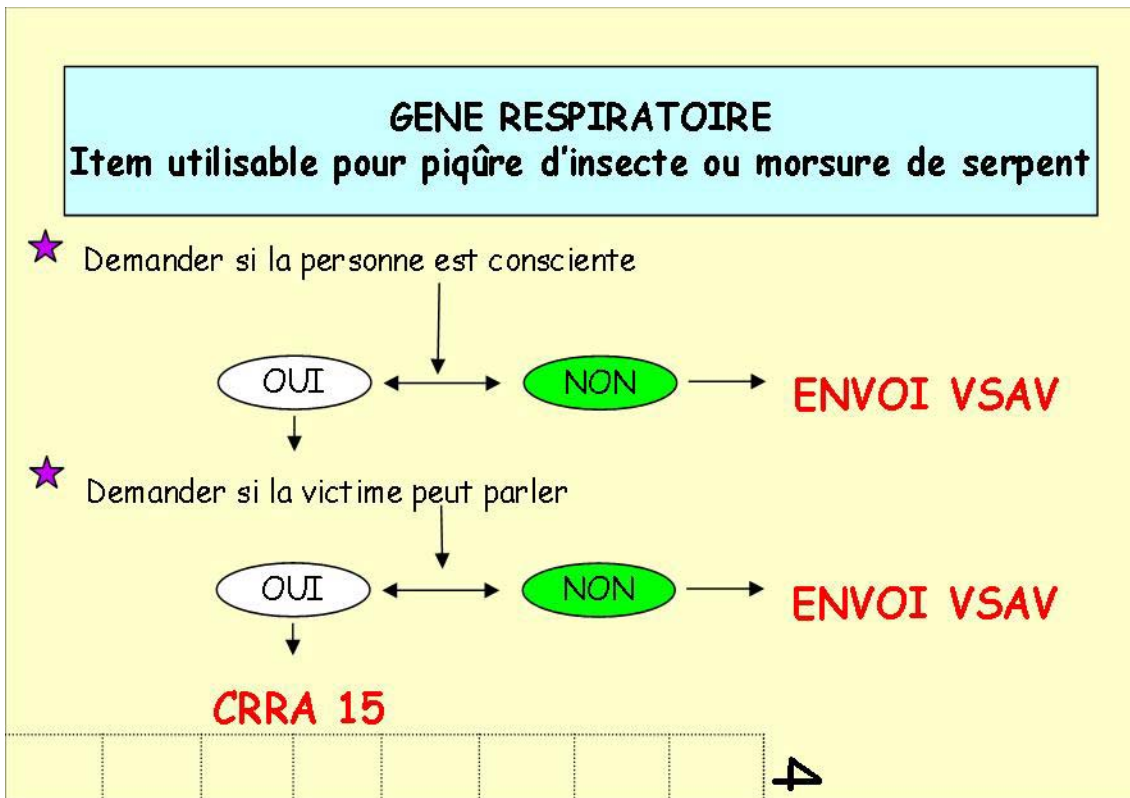 GENE RESPIRATOIRE
Item utilisable pour piqûre d'insecte ou morsure de serpent
Demander si la personne est consciente
OUI
NON
ENVOI VSAV
Demander si la victime peut parler
OUI
NON
ENVOI VSAV
CRRA 15
4